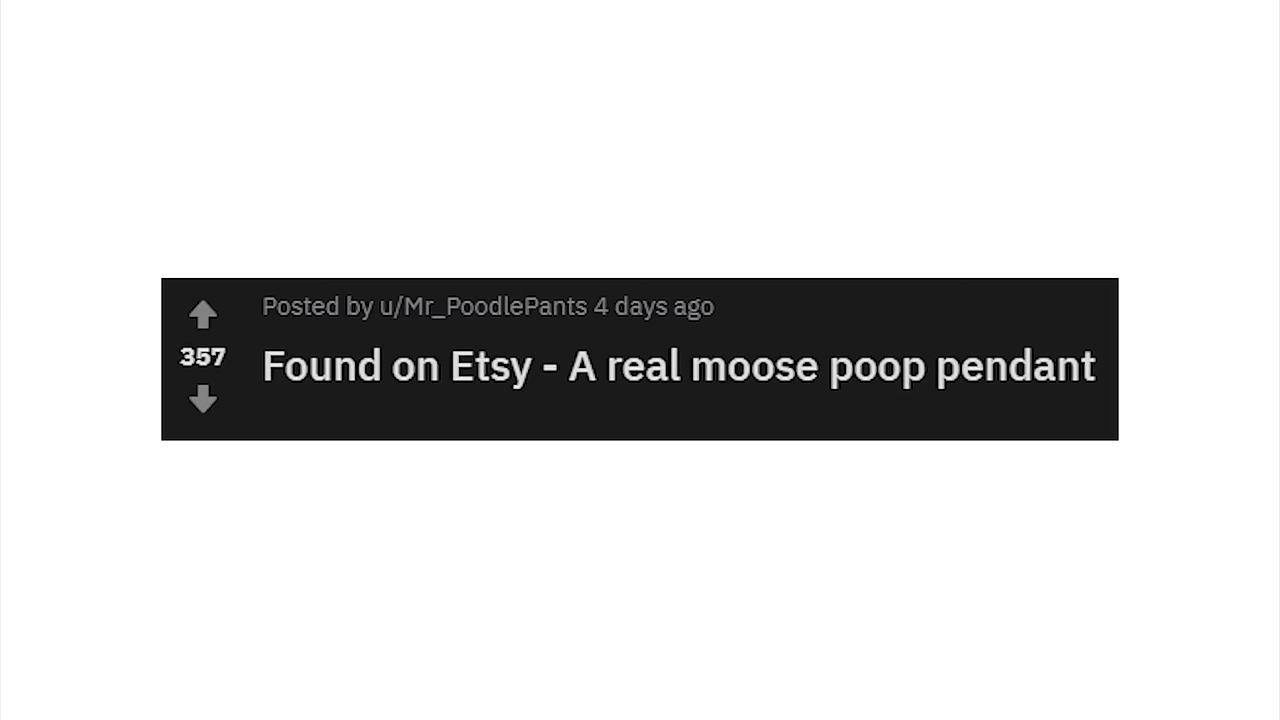 Posted by u/Mr_PoodlePants 4 days ago
357
Found on Etsy - A real moose poop pendant